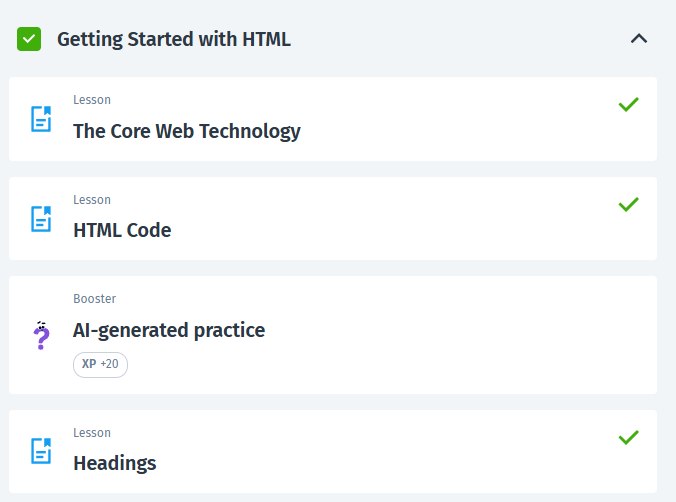 Getting Started with HTML
Lesson
The Core Web Technology
Lesson
HTML Code
Booster
AI-generated practice
XP +20
Lesson
Headings